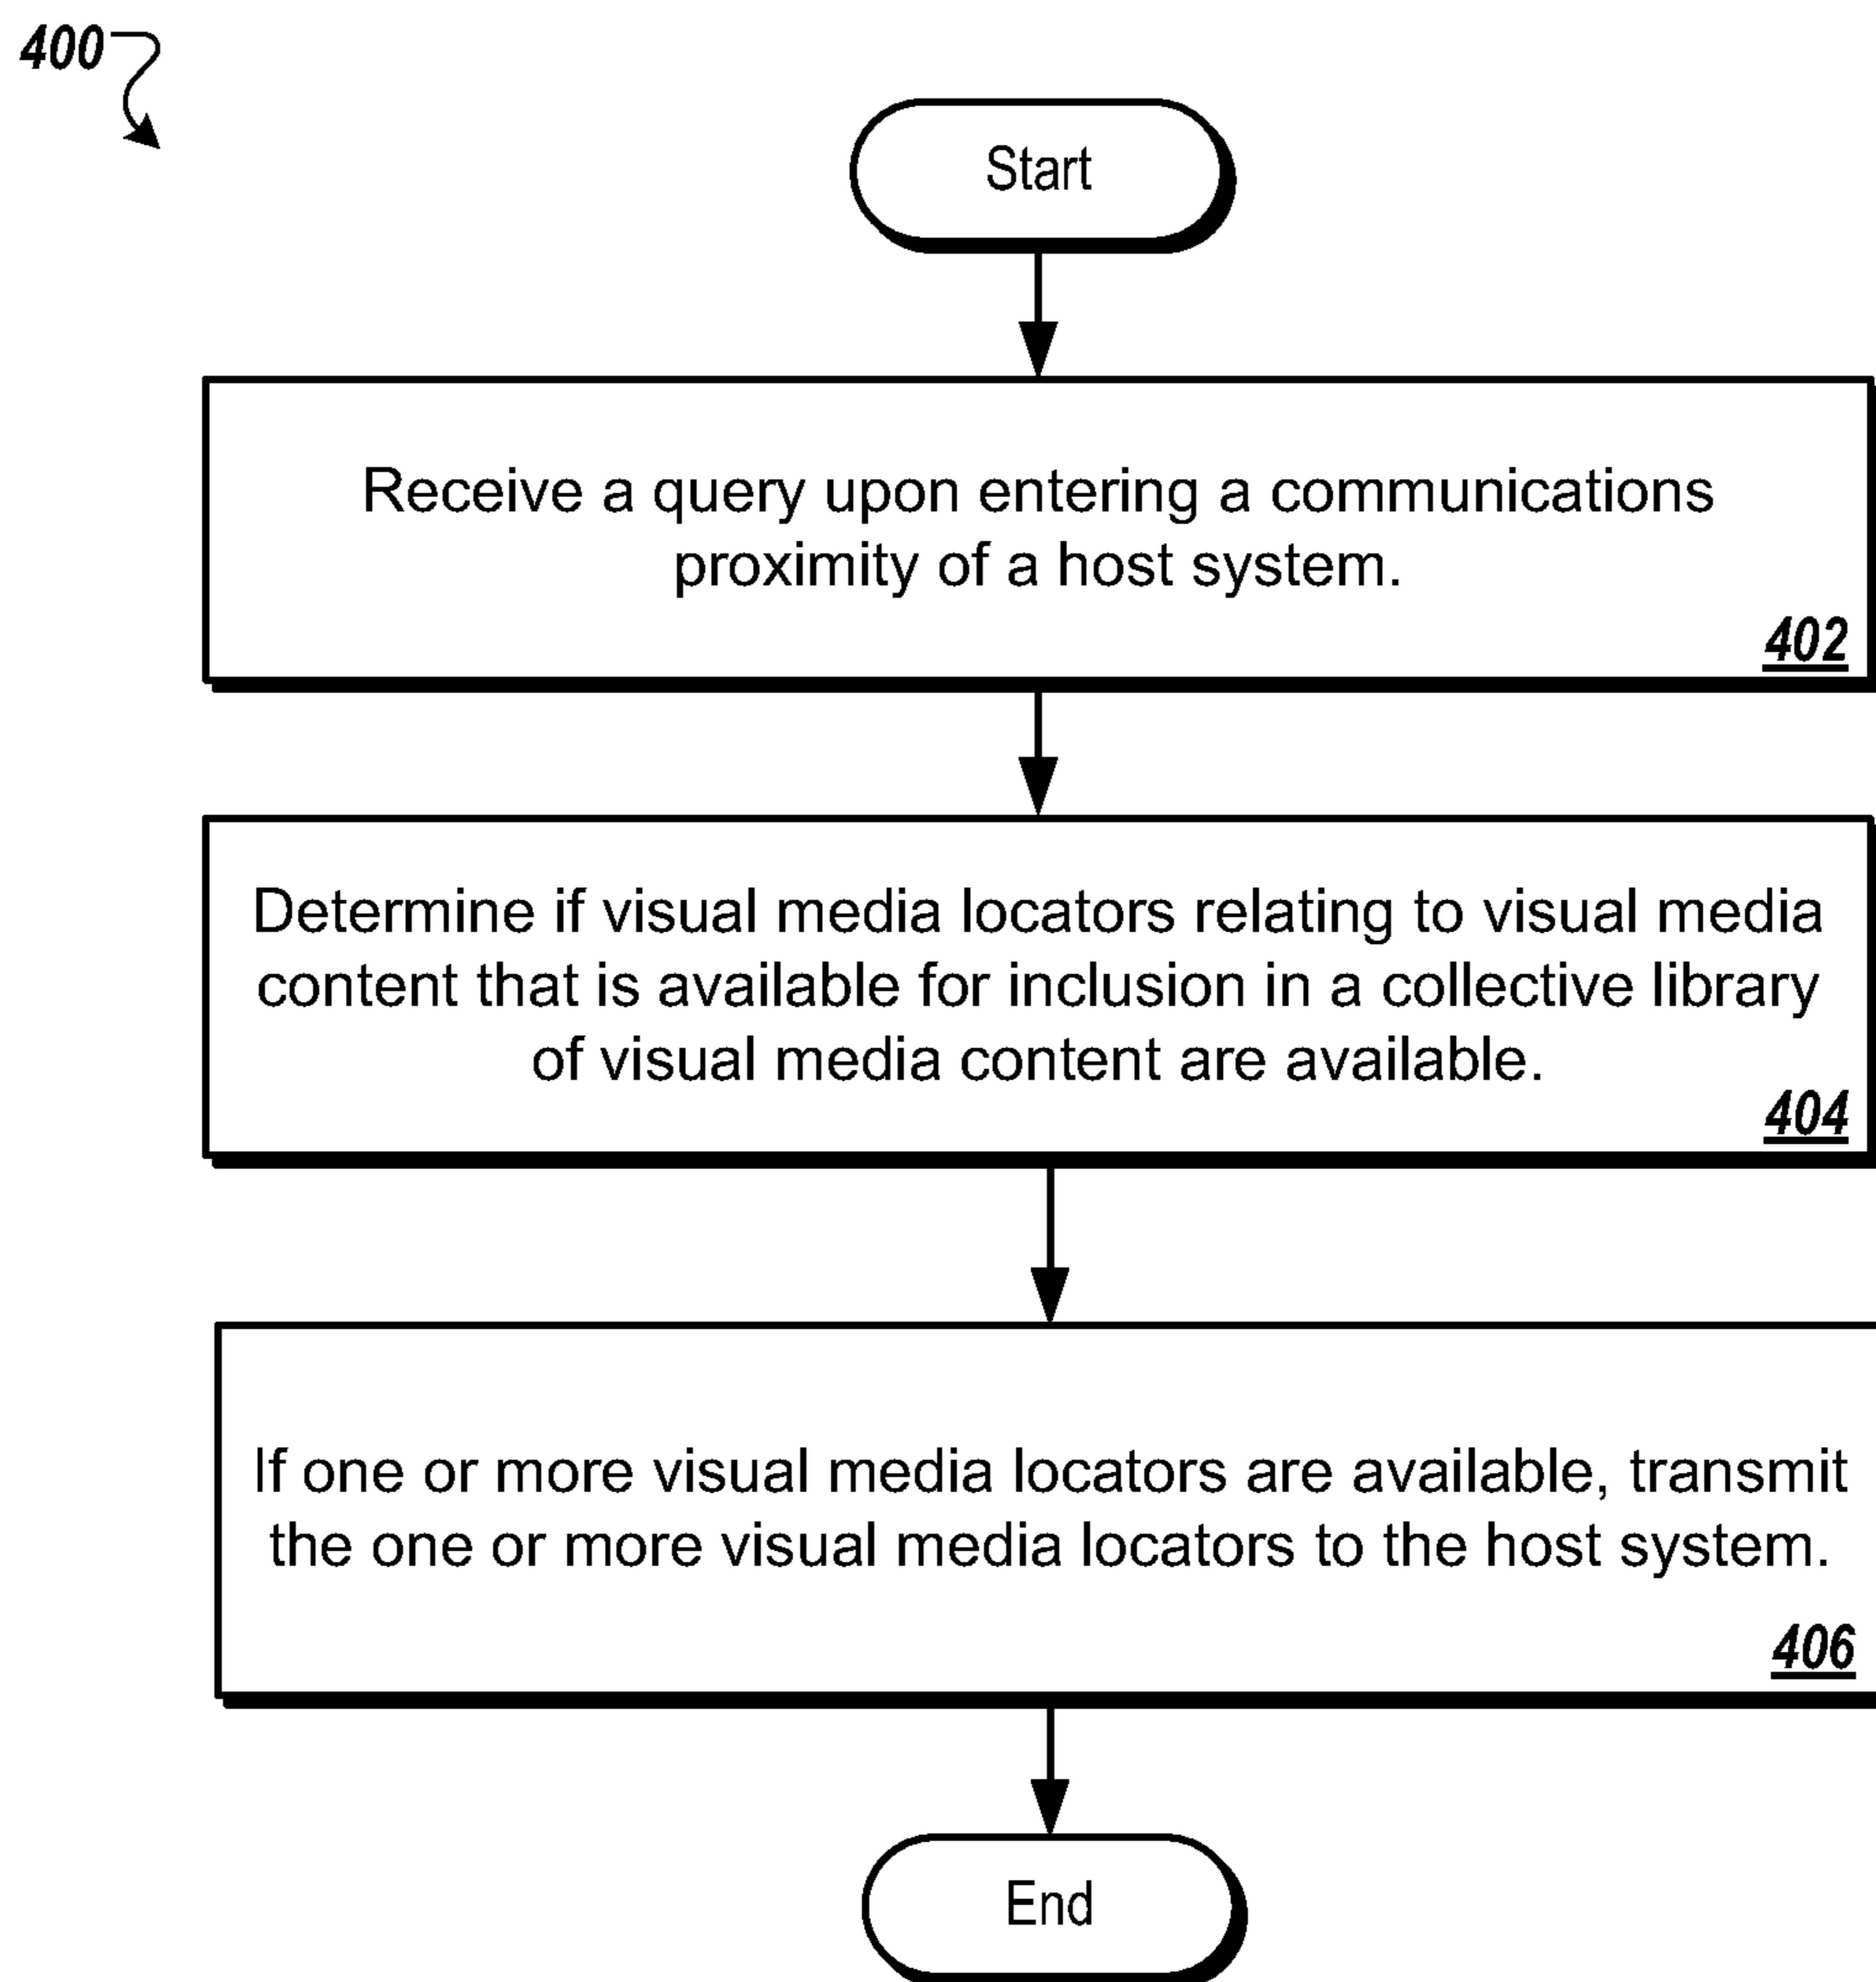 400
Start
Receive a query upon entering a communications
proximity of a host system.
402
Determine if visual media locators relating to visual media
content that is available for inclusion in a collective library
of visual media content are available.
404
If one or more visual media locators are available, transmit
the one or more visual media locators to the host system.
406
End